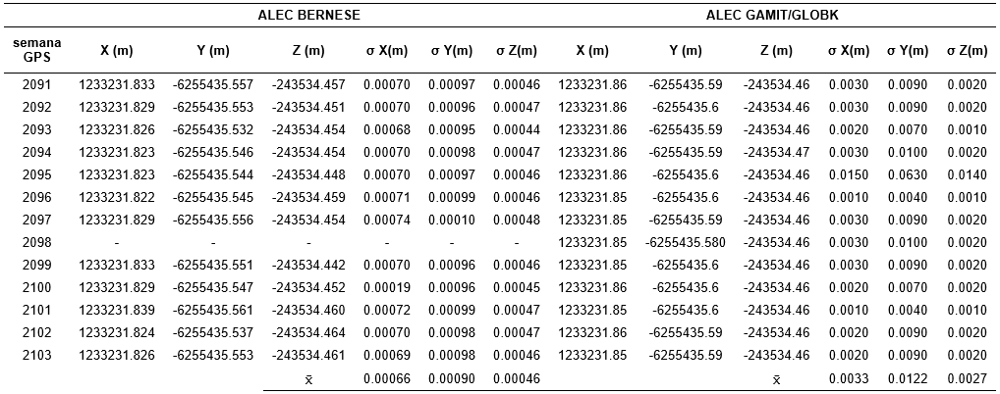 ALEC BERNESE ALEC GAMIT/GLOBK
semana GPS X (m) Y (m) Z (m) σ X(m) σ Y(m) σ Z(m) X (m) Y (m) Z (m) σ X(m) σ Y(m) σ Z(m)
2091 1233231.833 -6255435.557 -243534.457 0.00070 0.00097 0.00046 1233231.86 -6255435.59 -243534.46 0.0030 0.0090 0.0020
2092 1233231.829 -6255435.553 -243534.451 0.00070 0.00096 0.00047 1233231.86 -6255435.6 -243534.46 0.0030 0.0090 0.0020
2093 1233231.826 -6255435.532 -243534.454 0.00068 0.00095 0.00044 1233231.86 -6255435.59 -243534.46 0.0020 0.0070 0.0010
2094 1233231.823 -6255435.546 -243534.454 0.00070 0.00098 0.00047 1233231.86 -6255435.59 -243534.47 0.0030 0.0100 0.0020
2095 1233231.823 -6255435.544 -243534.448 0.00070 0.00097 0.00046 1233231.86 -6255435.6 -243534.46 0.0150 0.0630 0.0140
2096 1233231.822 -6255435.545 -243534.459 0.00071 0.00099 0.00046 1233231.85 -6255435.6 -243534.46 0.0010 0.0040 0.0010
2097 1233231.829 -6255435.556 -243534.454 0.00074 0.00010 0.00048 1233231.85 -6255435.59 -243534.46 0.0030 0.0090 0.0020
2098 - - - - - - 1233231.85 -6255435.580 -243534.46 0.0030 0.0100 0.0020
2099 1233231.833 -6255435.551 -243534.442 0.00070 0.00096 0.00046 1233231.85 -6255435.6 -243534.46 0.0030 0.0090 0.0020
2100 1233231.829 -6255435.547 -243534.452 0.00019 0.00096 0.00045 1233231.86 -6255435.6 -243534.46 0.0020 0.0070 0.0020
2101 1233231.839 -6255435.561 -243534.460 0.00072 0.00099 0.00047 1233231.85 -6255435.6 -243534.46 0.0010 0.0040 0.0010
2102 1233231.824 -6255435.537 -243534.464 0.00070 0.00098 0.00047 1233231.86 -6255435.59 -243534.46 0.0020 0.0090 0.0020
2103 1233231.826 -6255435.553 -243534.461 0.00069 0.00098 0.00046 1233231.85 -6255435.59 -243534.46 0.0020 0.0090 0.0020
x̄ 0.00066 0.00090 0.00046 x̄ 0.0033 0.0122 0.0027